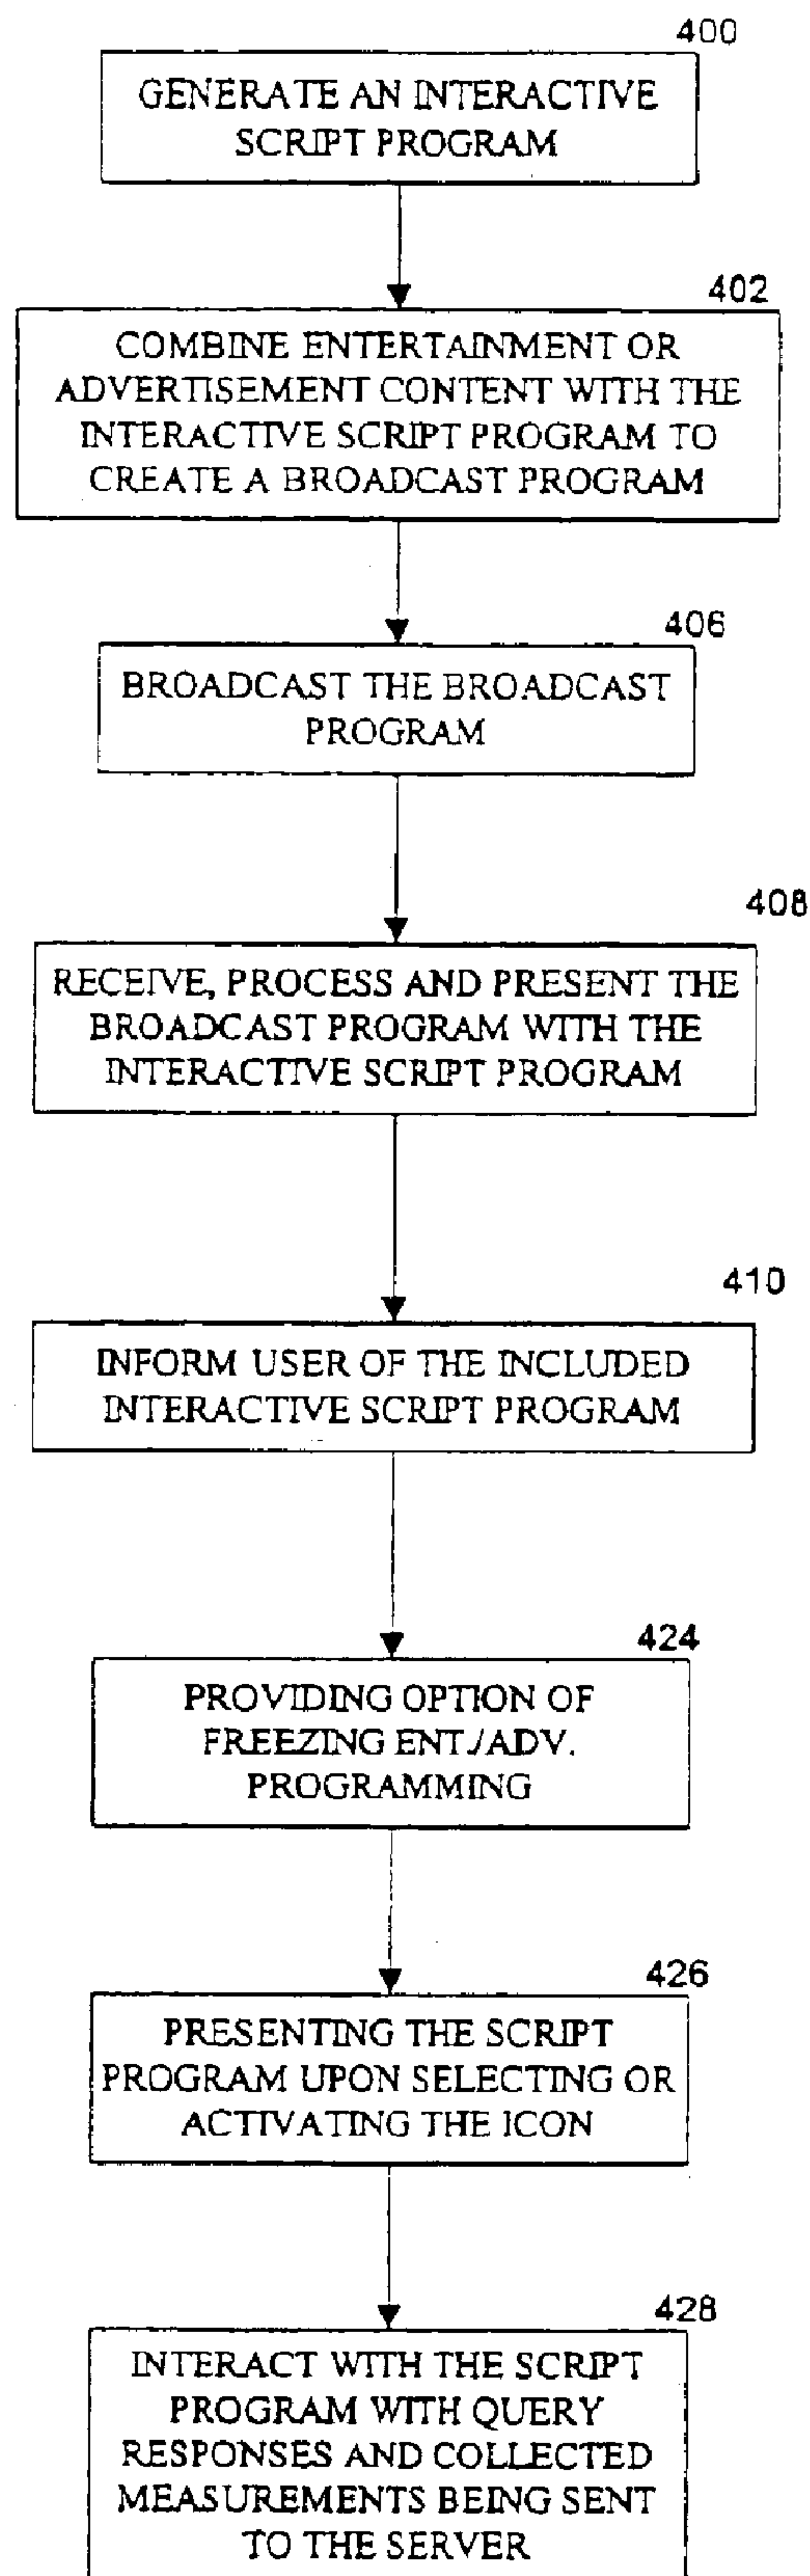 400
GENERATE AN INTERACTIVE
SCRIPT PROGRAM
402
COMBINE ENTERTAINMENT OR
ADVERTISEMENT CONTENT WITH THE
INTERACTIVE SCRIPT PROGRAM TO
CREATE A BROADCAST PROGRAM
406
BROADCAST THE BROADCAST
PROGRAM
408
RECEIVE, PROCESS AND PRESENT THE
BROADCAST PROGRAM WITH THE
INTERACTIVE SCRIPT PROGRAM
410
INFORM USER OF THE INCLUDED
INTERACTIVE SCRIPT PROGRAM
424
PROVIDING OPTION OF
FREEZING ENT./ADV.
PROGRAMMING
426
PRESENTING THE SCRIPT
PROGRAM UPON SELECTING OR
ACTIVATING THE ICON
428
INTERACT WITH THE SCRIPT
PROGRAM WITH QUERY
RESPONSES AND COLLECTED
MEASUREMENTS BEING SENT
TO THE SERVER